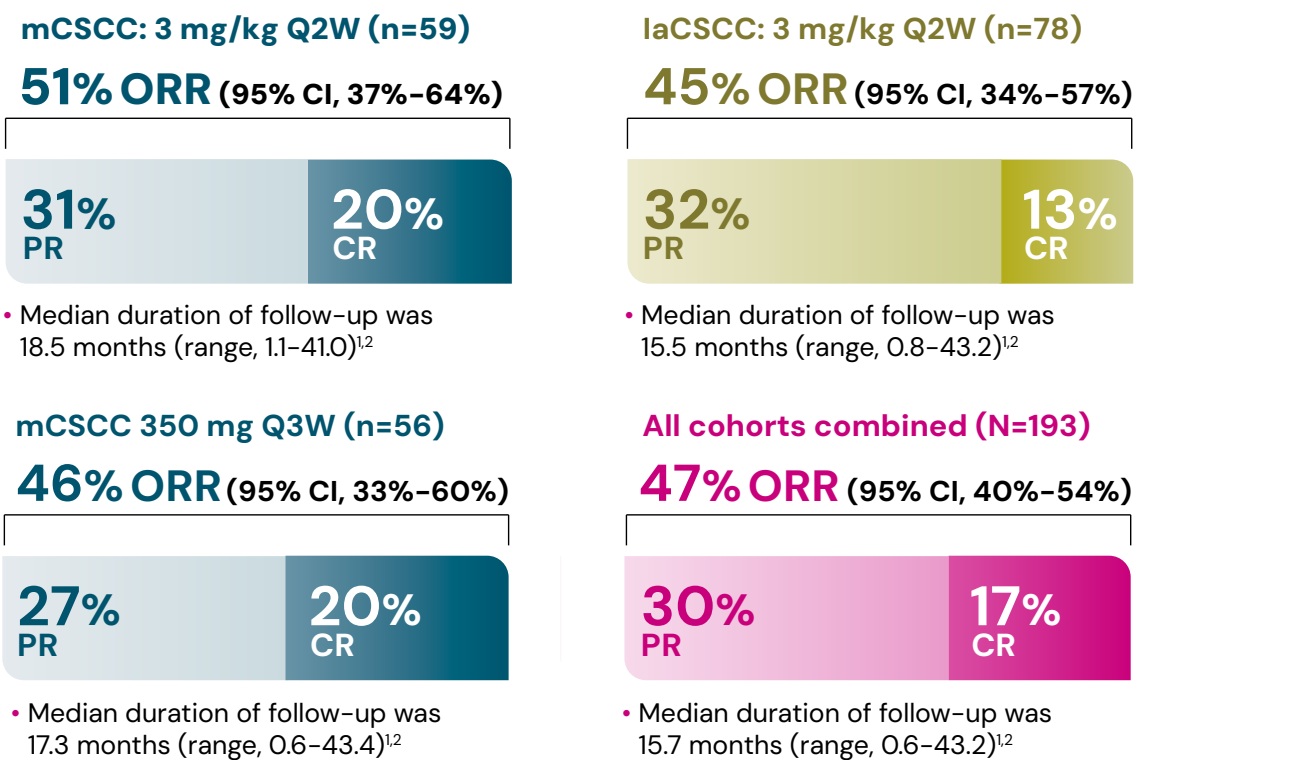 mCSCC: 3 mg/kg Q2W (n=59)
51% ORR (95% CI, 37%–64%)
31%
PR
20%
CR
• Median duration of follow-up was
18.5 months (range, 1.1–41.0)1,2
laCSCC: 3 mg/kg Q2W (n=78)
45% ORR (95% CI, 34%–57%)
32%
PR
13%
CR
• Median duration of follow-up was
15.5 months (range, 0.8–43.2)1,2
mCSCC 350 mg Q3W (n=56)
46% ORR (95% CI, 33%–60%)
27%
PR
20%
CR
• Median duration of follow-up was
17.3 months (range, 0.6–43.4)1,2
All cohorts combined (N=193)
47% ORR (95% CI, 40%–54%)
30%
PR
17%
CR
• Median duration of follow-up was
15.7 months (range, 0.6–43.2)1,2